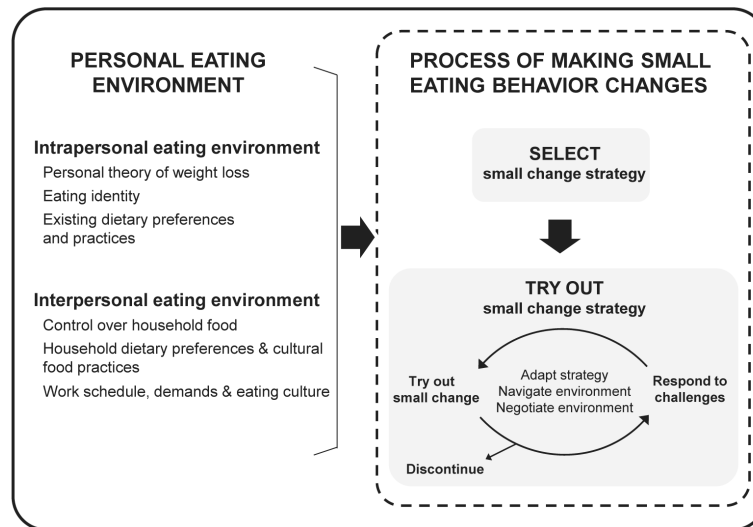 PERSONAL EATING
ENVIRONMENT
Intrapersonal eating environment
Personal theory of weight loss
Eating identity
Existing dietary preferences
and practices
Interpersonal eating environment
Control over household food
Household dietary preferences & cultural
food practices
Work schedule, demands & eating culture
PROCESS OF MAKING SMALL
EATING BEHAVIOR CHANGES
SELECT
small change strategy
TRY OUT
small change strategy
Try out
small change
Adapt strategy
Navigate environment
Negotiate environment
Respond to
challenges
Discontinue